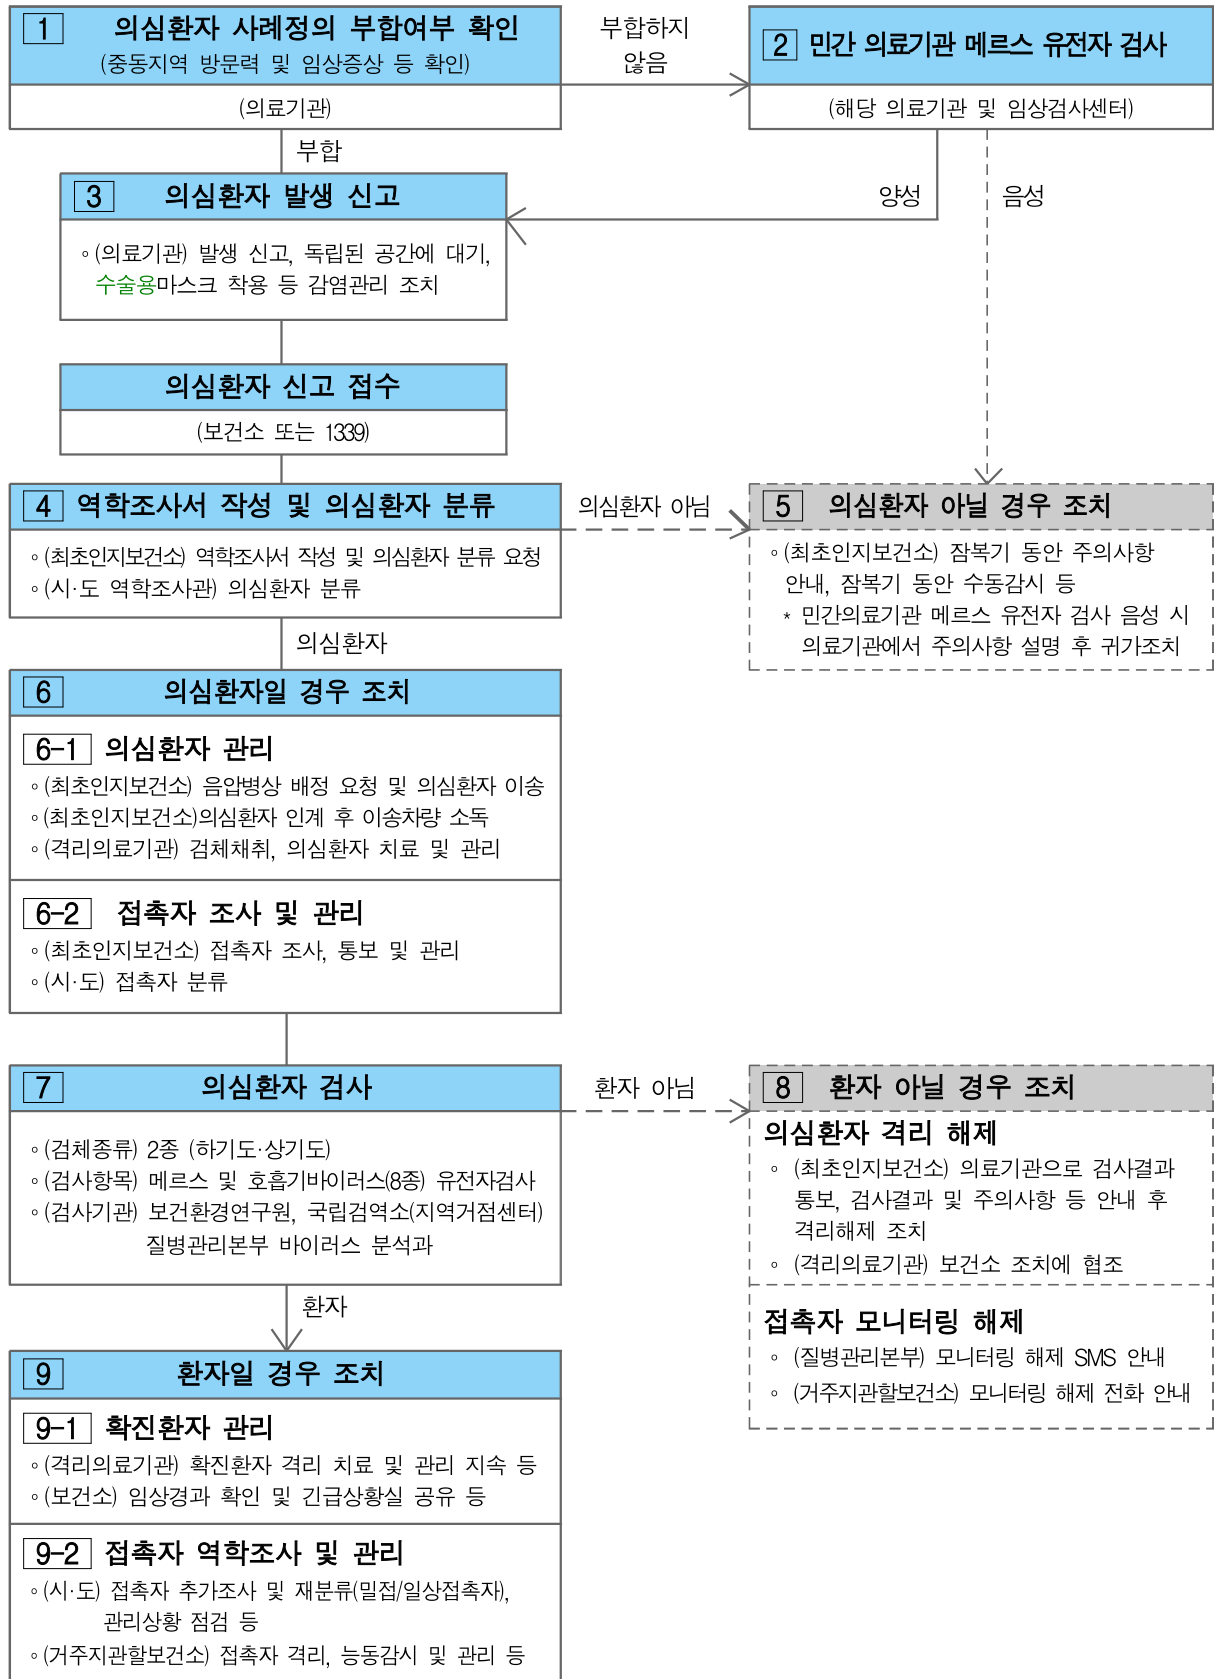 1 의심환자 사례정의 부합여부 확인
(중동지역 방문력 및 임상증상 등 확인)
(의료기관)
부합하지
않음
2 민간 의료기관 메르스 유전자 검사
(해당 의료기관 및 임상검사센터)
부합
양성
음성
3 의심환자 발생 신고
◦(의료기관) 발생 신고, 독립된 공간에 대기,
수술용마스크 착용 등 감염관리 조치
의심환자 신고 접수
(보건소 또는 1339)
4 역학조사서 작성 및 의심환자 분류
◦(최초인지보건소) 역학조사서 작성 및 의심환자 분류 요청
◦(시·도 역학조사관) 의심환자 분류
의심환자 아님
5 의심환자 아닐 경우 조치
◦(최초인지보건소) 잠복기 동안 주의사항
안내, 잠복기 동안 수동감시 등
* 민간의료기관 메르스 유전자 검사 음성 시
의료기관에서 주의사항 설명 후 귀가조치
의심환자
6 의심환자일 경우 조치
6-1 의심환자 관리
◦(최초인지보건소) 음압병상 배정 요청 및 의심환자 이송
◦(최초인지보건소)의심환자 인계 후 이송차량 소독
◦(격리의료기관) 검체채취, 의심환자 치료 및 관리
6-2 접촉자 조사 및 관리
◦(최초인지보건소) 접촉자 조사, 통보 및 관리
◦(시·도) 접촉자 분류
7 의심환자 검사
◦(검체종류) 2종 (하기도·상기도)
◦(검사항목) 메르스 및 호흡기바이러스(8종) 유전자검사
◦(검사기관) 보건환경연구원, 국립검역소(지역거점센터)
질병관리본부 바이러스 분석과
환자 아님
8 환자 아닐 경우 조치
의심환자 격리 해제
◦ (최초인지보건소) 의료기관으로 검사결과
통보, 검사결과 및 주의사항 등 안내 후
격리해제 조치
◦ (격리의료기관) 보건소 조치에 협조
접촉자 모니터링 해제
◦ (질병관리본부) 모니터링 해제 SMS 안내
◦ (거주지관할보건소) 모니터링 해제 전화 안내
환자
9 환자일 경우 조치
9-1 확진환자 관리
◦(격리의료기관) 확진환자 격리 치료 및 관리 지속 등
◦(보건소) 임상경과 확인 및 긴급상황실 공유 등
9-2 접촉자 역학조사 및 관리
◦(시·도) 접촉자 추가조사 및 재분류(밀접/일상접촉자),
관리상황 점검 등
◦(거주지관할보건소) 접촉자 격리, 능동감시 및 관리 등